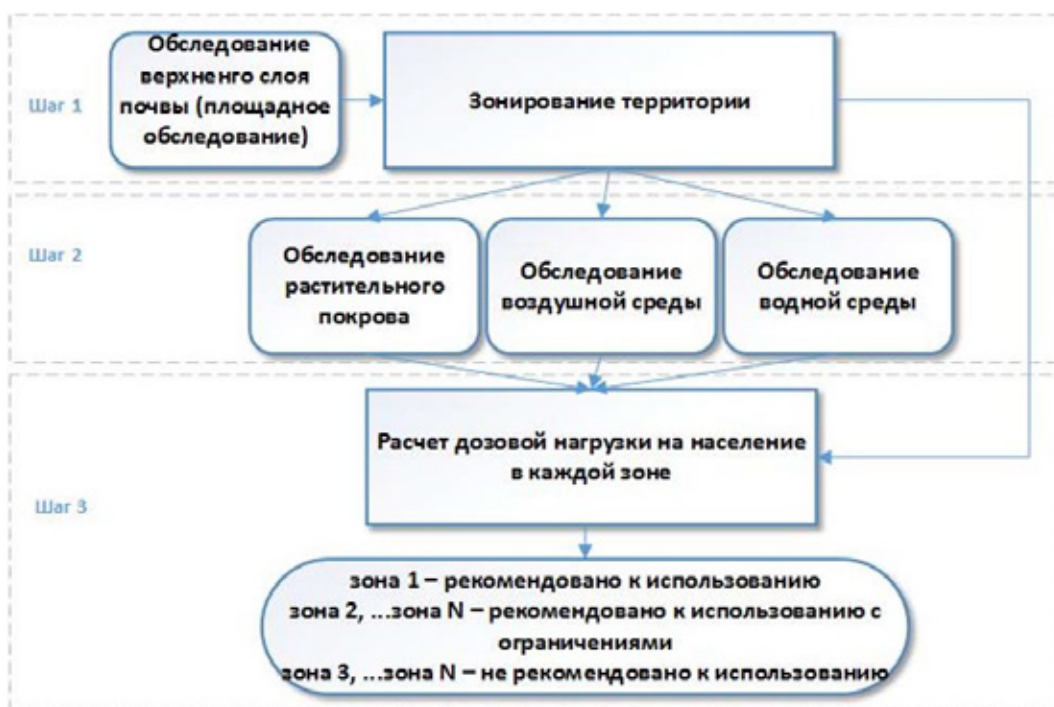 Шаг 1
Обследование
верхненго слоя
почвы (площадное
обследование)
Зонирование территории
Шаг 2
Обследование
растительного
покрова
Обследование
воздушной среды
Обследование
водной среды
Шаг 3
Расчет дозовой нагрузки на население
в каждой зоне
зона 1 – рекомендовано к использованию
зона 2, ...зона N – рекомендовано к использованию с
ограничениями
зона 3, ...зона N – не рекомендовано к использованию